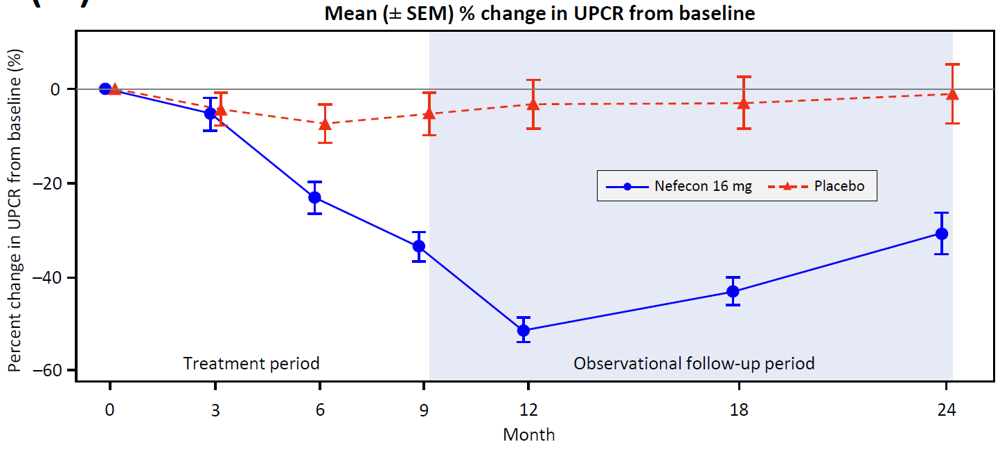 Mean (± SEM) % change in UPCR from baseline
Percent change in UPCR from baseline (%)
0
–20
–40
–60
Nefecon 16 mg
Placebo
Treatment period
Observational follow-up period
0 3 6 9 12 18 24
Month